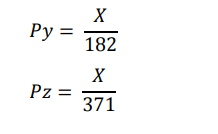 Py = X/182
Pz = X/371